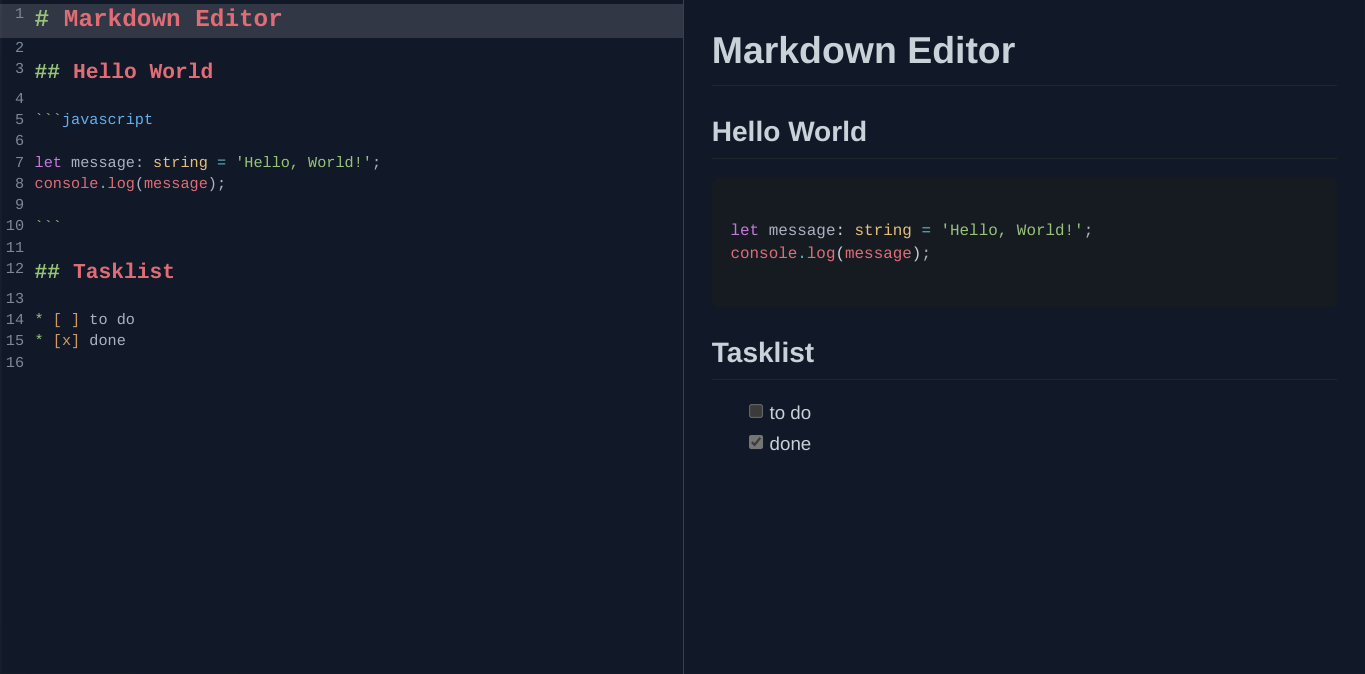 1 # Markdown Editor
2
3 ## Hello World
4
5 ```javascript
6
7 let message: string = 'Hello, World!';
8 console.log(message);
9
10 ```
11
12 ## Tasklist
13
14 * [ ] to do
15 * [x] done
16
Markdown Editor
Hello World
let message: string = 'Hello, World!';
console.log(message);
Tasklist
to do
done